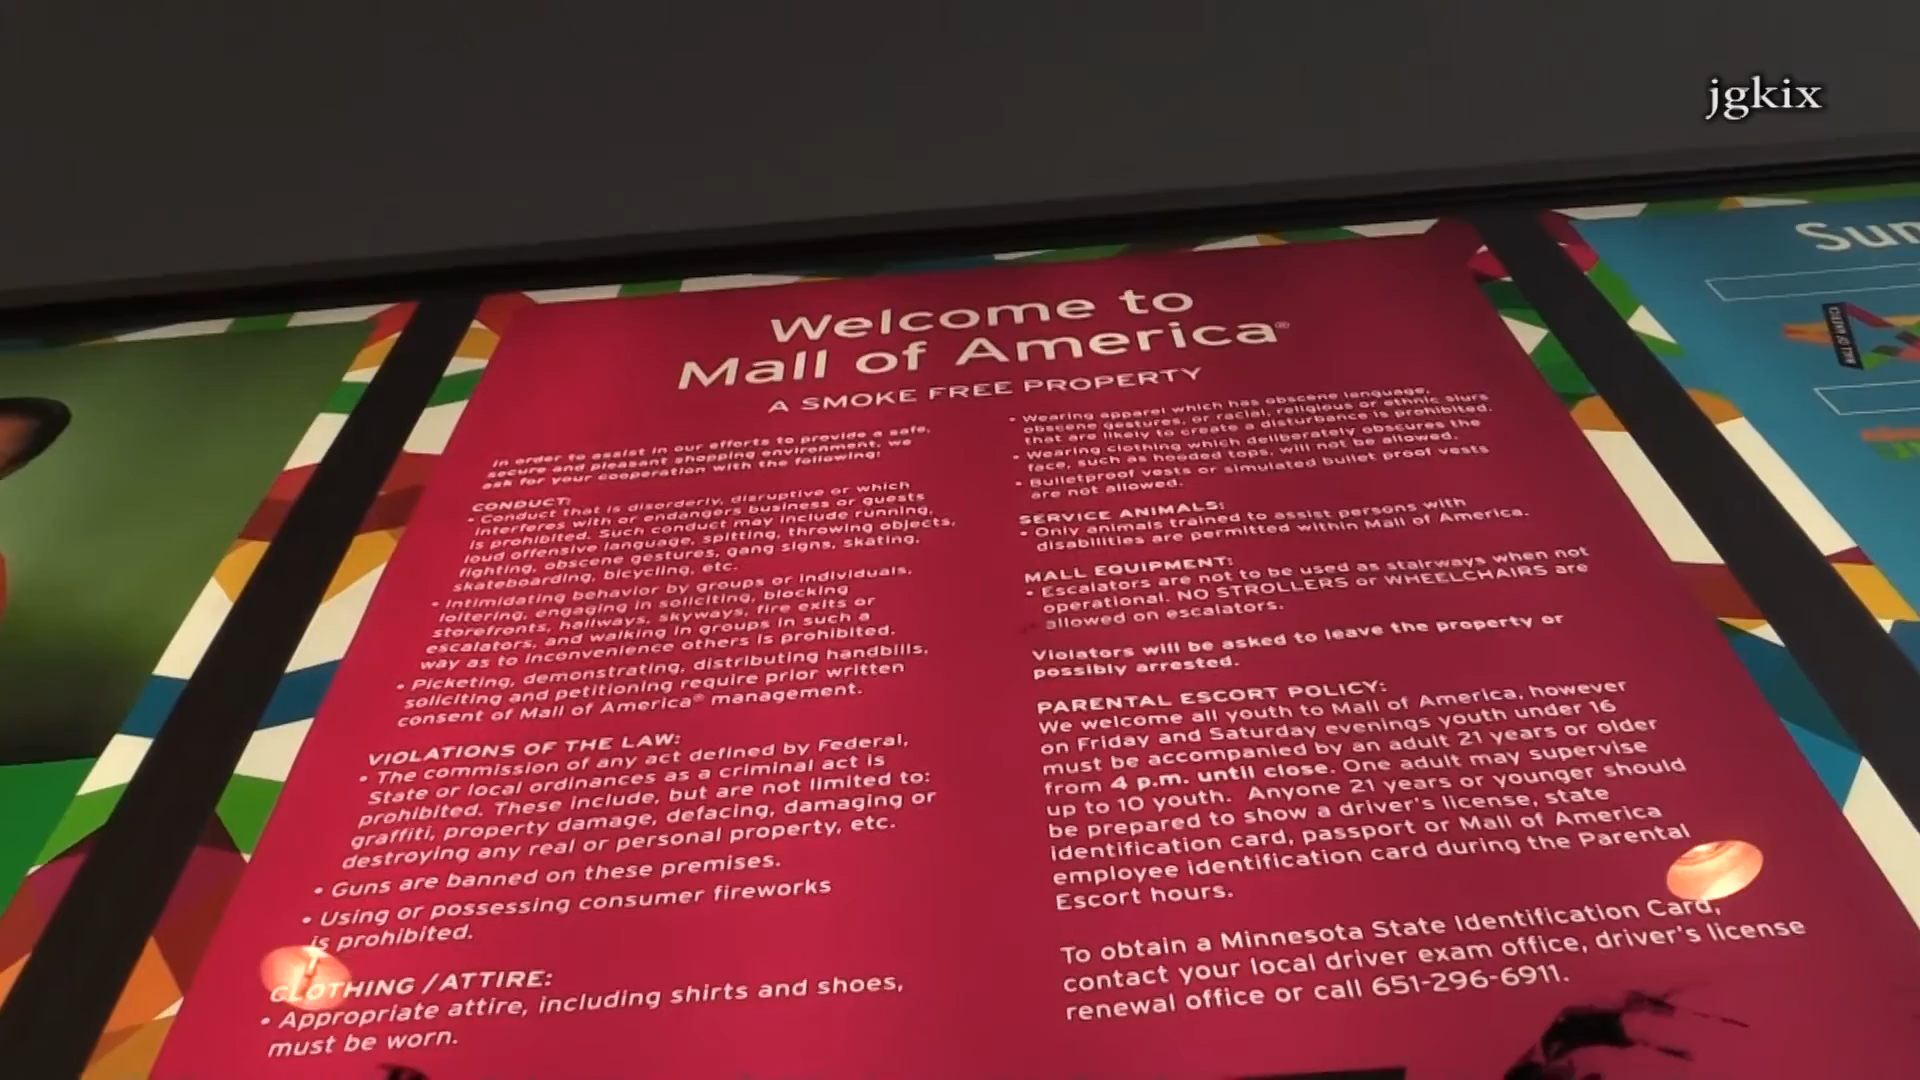 jgkix
Welcome to
Mall of America®
A SMOKE FREE PROPERTY
In order to assist in our efforts to provide a safe,
secure and pleasant shopping environment, we
ask for your cooperation with the following:
CONDUCT:
• Conduct that is disorderly, disruptive or which
interferes with or endangers business or guests
is prohibited. Such conduct may include running,
loud offensive language, spitting, throwing objects,
fighting, obscene gestures, gang signs, skating,
skateboarding, bicycling, etc.
• Intimidating behavior by groups or individuals,
loitering, engaging in soliciting, blocking
storefronts, hallways, skyways, fire exits or
escalators, and walking in groups in such a
way as to inconvenience others is prohibited.
• Picketing, demonstrating, distributing handbills,
soliciting and petitioning require prior written
consent of Mall of America® management.
VIOLATIONS OF THE LAW:
• The commission of any act defined by Federal,
State or local ordinances as a criminal act is
prohibited. These include, but are not limited to:
graffiti, property damage, defacing, damaging or
destroying any real or personal property, etc.
• Guns are banned on these premises.
• Using or possessing consumer fireworks
is prohibited.
CLOTHING /ATTIRE:
• Appropriate attire, including shirts and shoes,
must be worn.
• Wearing apparel which has obscene language,
obscene gestures, or racial, religious or ethnic slurs
that are likely to create a disturbance is prohibited.
• Wearing clothing which deliberately obscures the
face, such as hooded tops, will not be allowed.
• Bulletproof vests or simulated bullet proof vests
are not allowed.
SERVICE ANIMALS:
• Only animals trained to assist persons with
disabilities are permitted within Mall of America.
MALL EQUIPMENT:
• Escalators are not to be used as stairways when not
operational. NO STROLLERS or WHEELCHAIRS are
allowed on escalators.
Violators will be asked to leave the property or
possibly arrested.
PARENTAL ESCORT POLICY:
We welcome all youth to Mall of America, however
on Friday and Saturday evenings youth under 16
must be accompanied by an adult 21 years or older
from 4 p.m. until close. One adult may supervise
up to 10 youth. Anyone 21 years or younger should
be prepared to show a driver's license, state
identification card, passport or Mall of America
employee identification card during the Parental
Escort hours.
To obtain a Minnesota State Identification Card,
contact your local driver exam office, driver's license
renewal office or call 651-296-6911.
MALL OF AMERICA